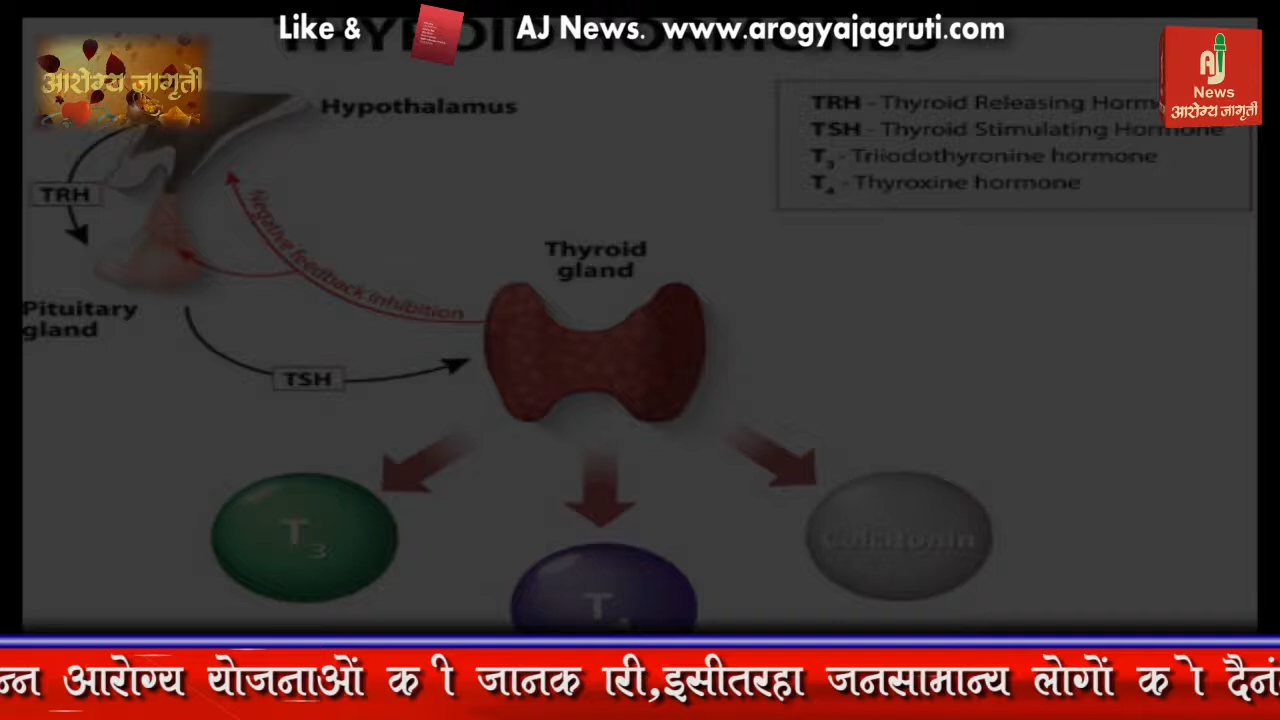 THYROID HORMONES
Like &
AJ News. www.arogyajagruti.com
आरोग्य जागृती
AJ
News
आरोग्य जागृती
Hypothalamus
TRH - Thyroid Releasing Horm
TSH - Thyroid Stimulating Hormone
T3 - Triiodothyronine hormone
T4 - Thyroxine hormone
TRH
Negative feedback inhibition
Thyroid
gland
Pituitary
gland
TSH
T3
Calcitonin
T4
न्न आरोग्य योजनाओं क ी जानक ारी,इसीतरहा जनसामान्य लोगों क ो दैनं